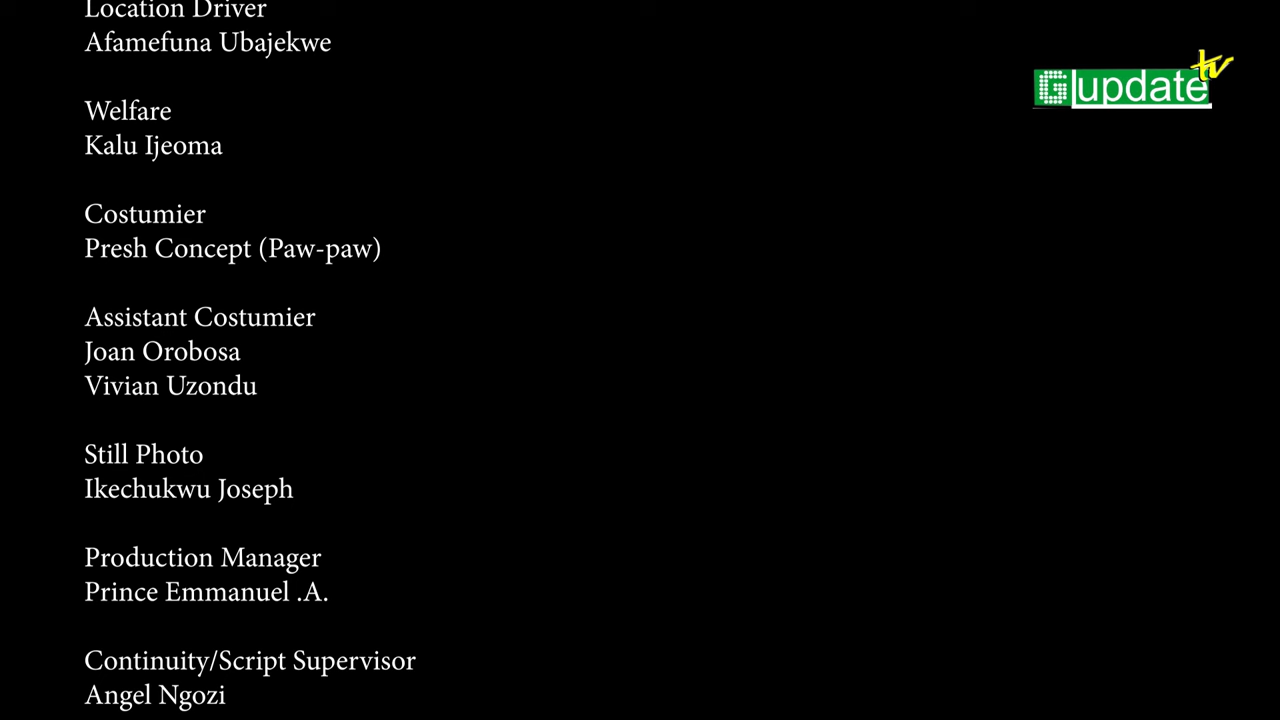 Location Driver
Afamefuna Ubajekwe
Welfare
Kalu Ijeoma
Costumier
Presh Concept (Paw-paw)
Assistant Costumier
Joan Orobosa
Vivian Uzondu
Still Photo
Ikechukwu Joseph
Production Manager
Prince Emmanuel .A.
Continuity/Script Supervisor
Angel Ngozi
Gupdate tv